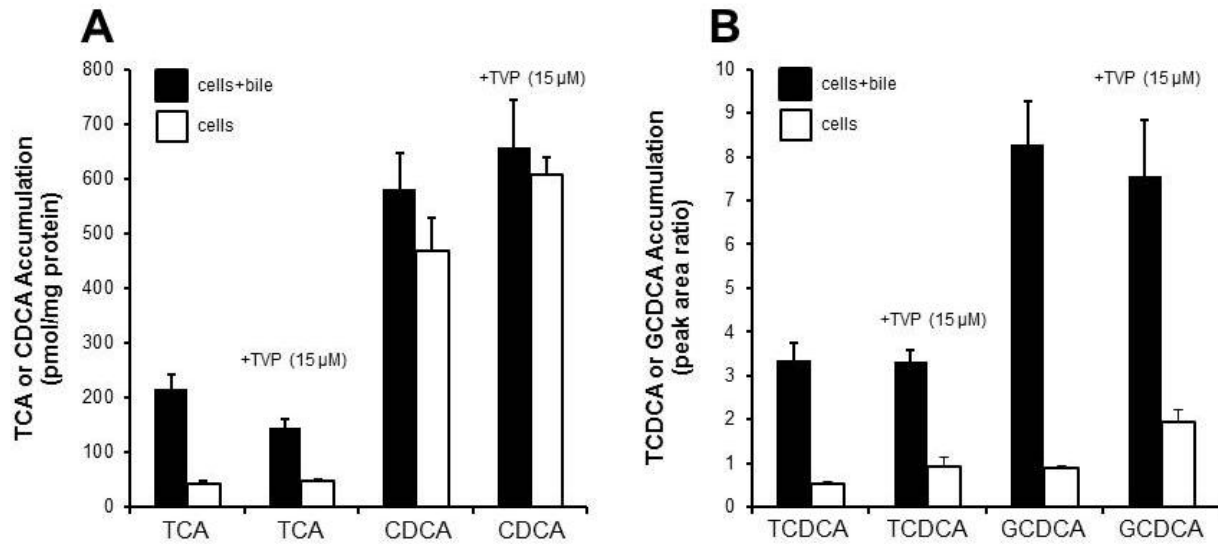 A
TCA or CDCA Accumulation
(pmol/mg protein)
800
700
600
500
400
300
200
100
0
cells+bile
cells
+TVP (15 µM)
+TVP (15 µM)
TCA
TCA
CDCA
CDCA
B
TCDCA or GCDCA Accumulation
(peak area ratio)
10
9
8
7
6
5
4
3
2
1
0
cells+bile
cells
+TVP (15 µM)
+TVP (15 µM)
TCDCA
TCDCA
GCDCA
GCDCA